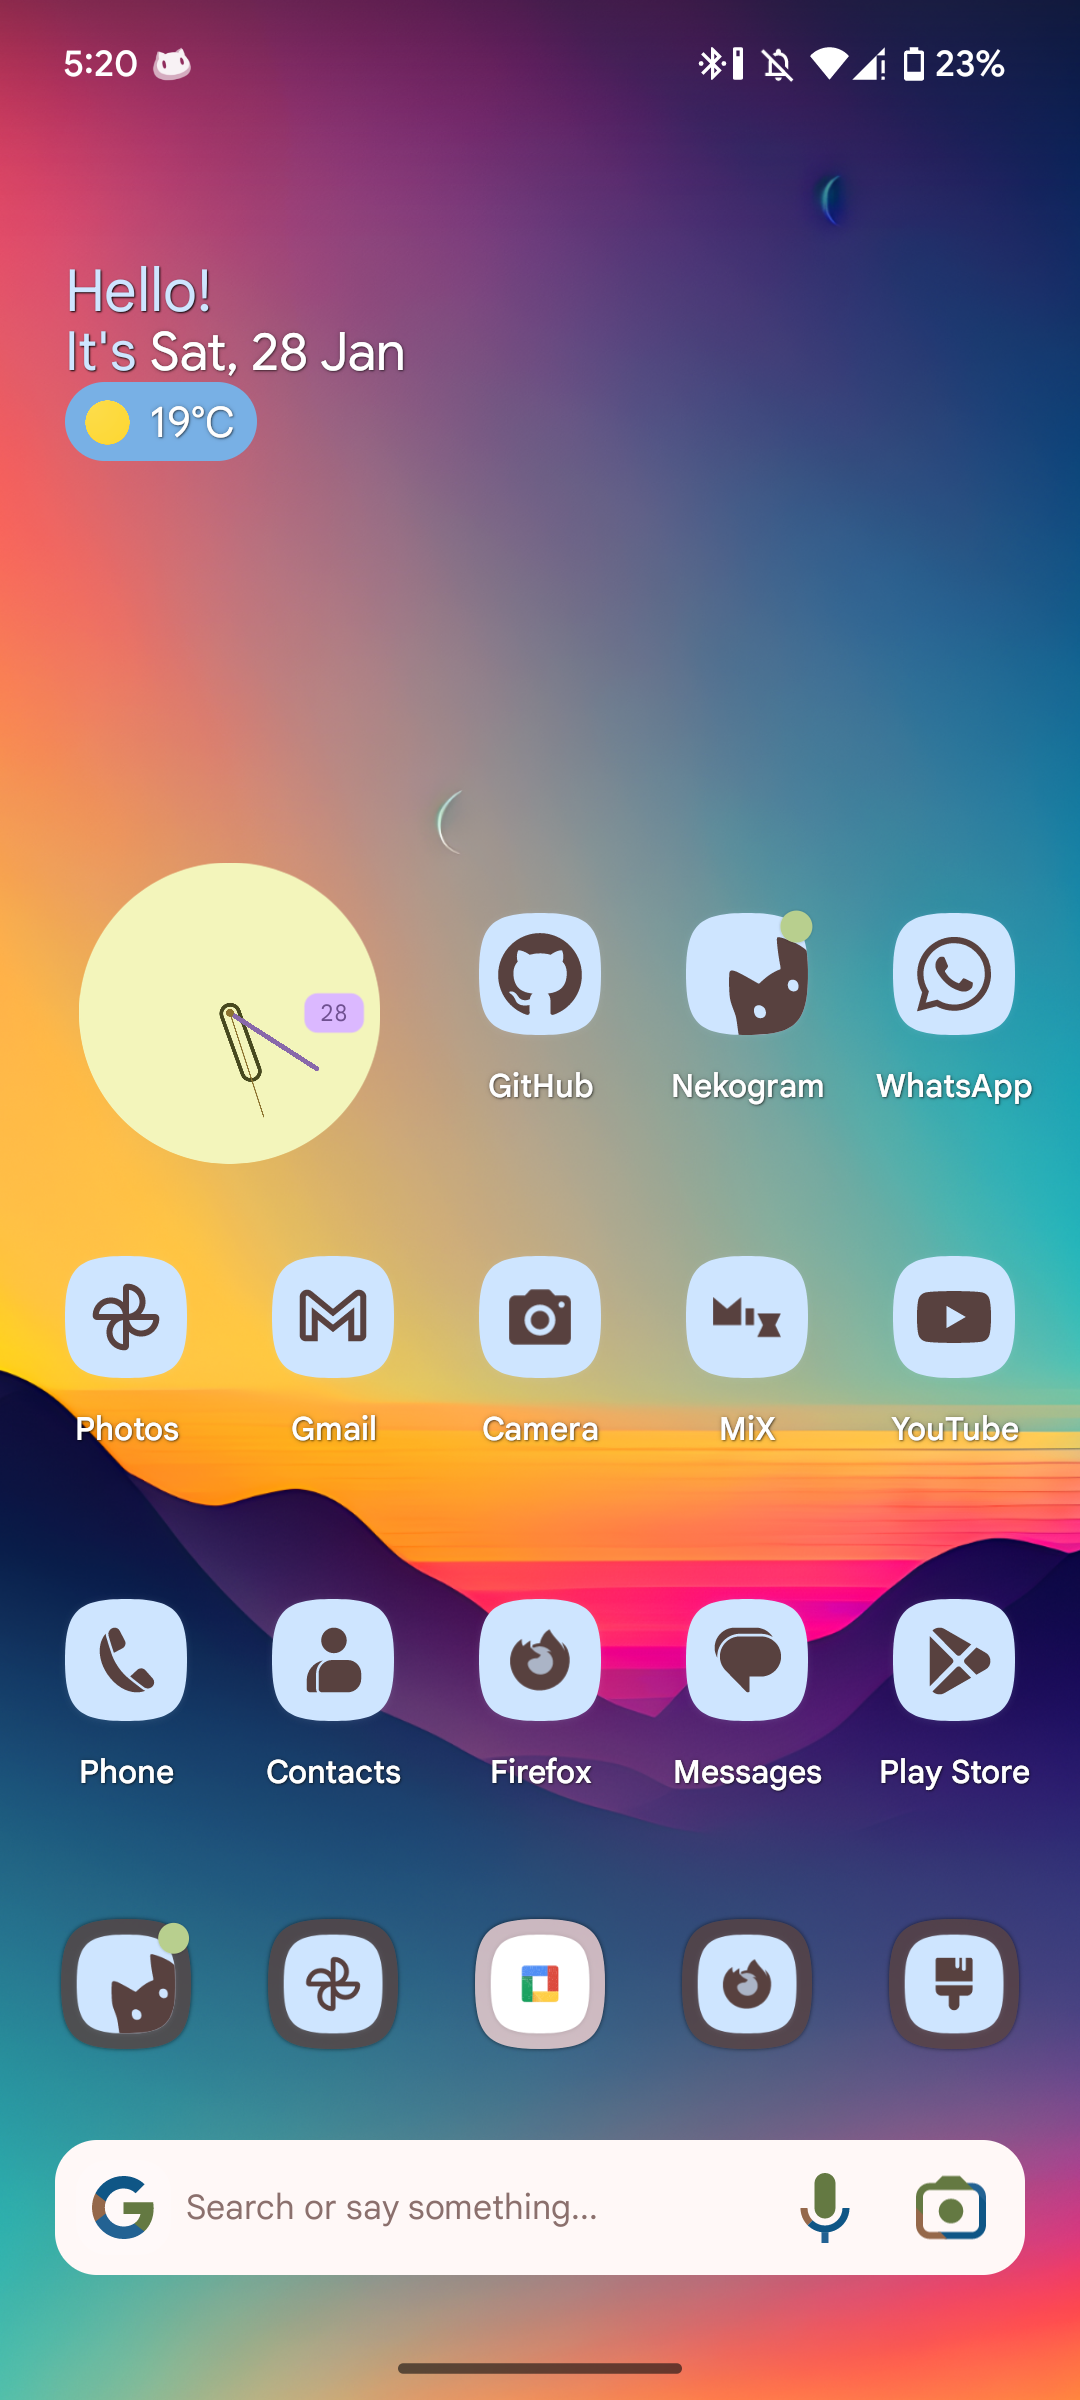 5:20 23%
Hello!
It's Sat, 28 Jan
19°C
28
GitHub Nekogram WhatsApp
Photos Gmail Camera MiX YouTube
Phone Contacts Firefox Messages Play Store
Search or say something...